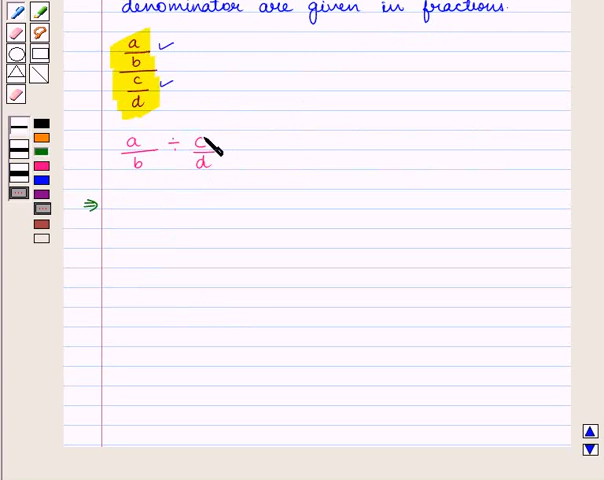 denominator are given in fractions.
a ✓
b
c ✓
d
a ÷ c
b d
⇒